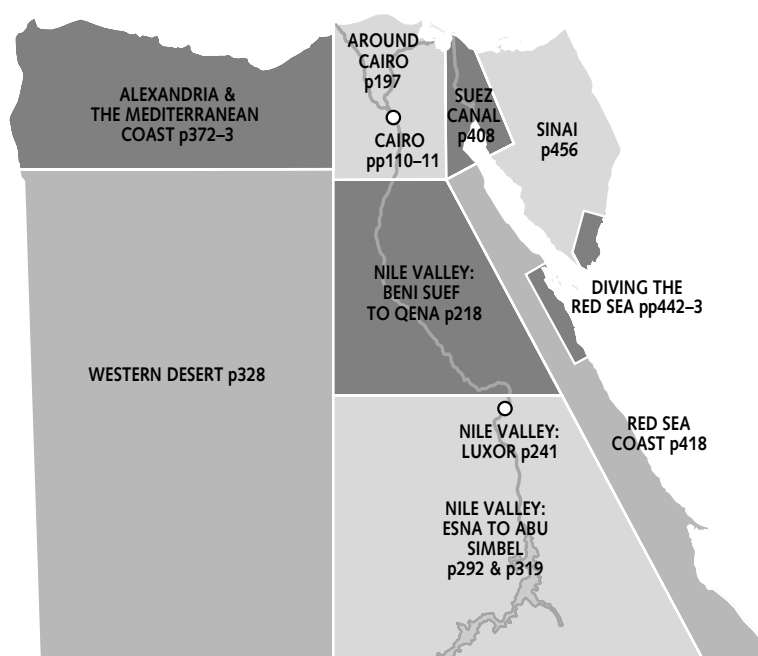 AROUND
CAIRO
p197
ALEXANDRIA &
THE MEDITERRANEAN
COAST p372–3
SUEZ
CANAL
p408
SINAI
p456
CAIRO
pp110–11
NILE VALLEY:
BENI SUEF
TO QENA p218
DIVING THE
RED SEA pp442–3
WESTERN DESERT p328
NILE VALLEY:
LUXOR p241
RED SEA
COAST p418
NILE VALLEY:
ESNA TO ABU
SIMBEL
p292 & p319